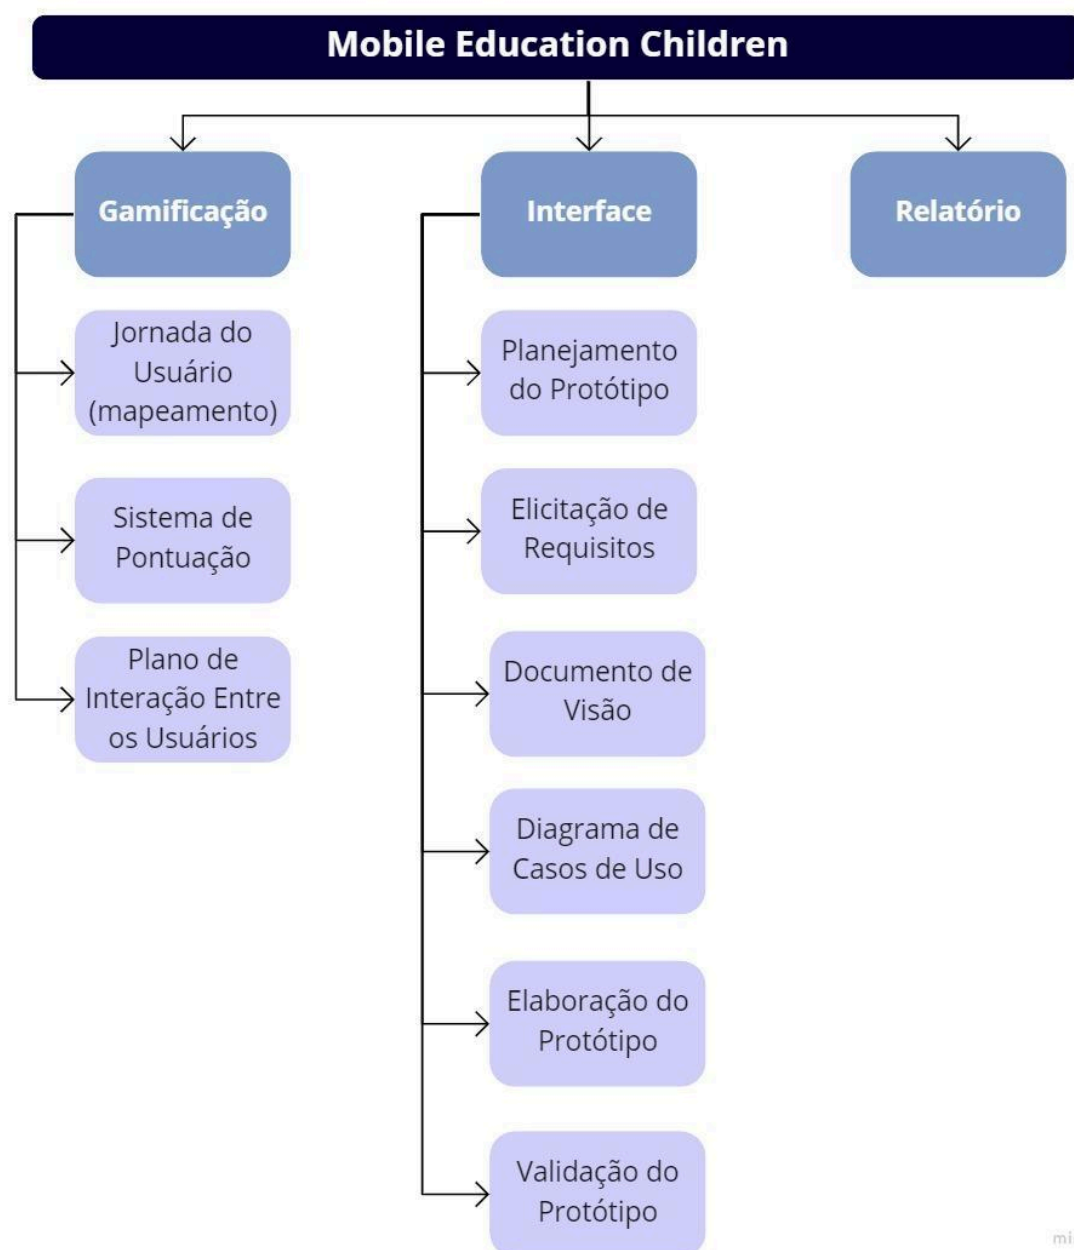 Mobile Education Children
Gamificação
Interface
Relatório
Jornada do
Usuário
(mapeamento)
Sistema de
Pontuação
Plano de
Interação Entre
os Usuários
Planejamento
do Protótipo
Elicitação de
Requisitos
Documento de
Visão
Diagrama de
Casos de Uso
Elaboração do
Protótipo
Validação do
Protótipo
mi